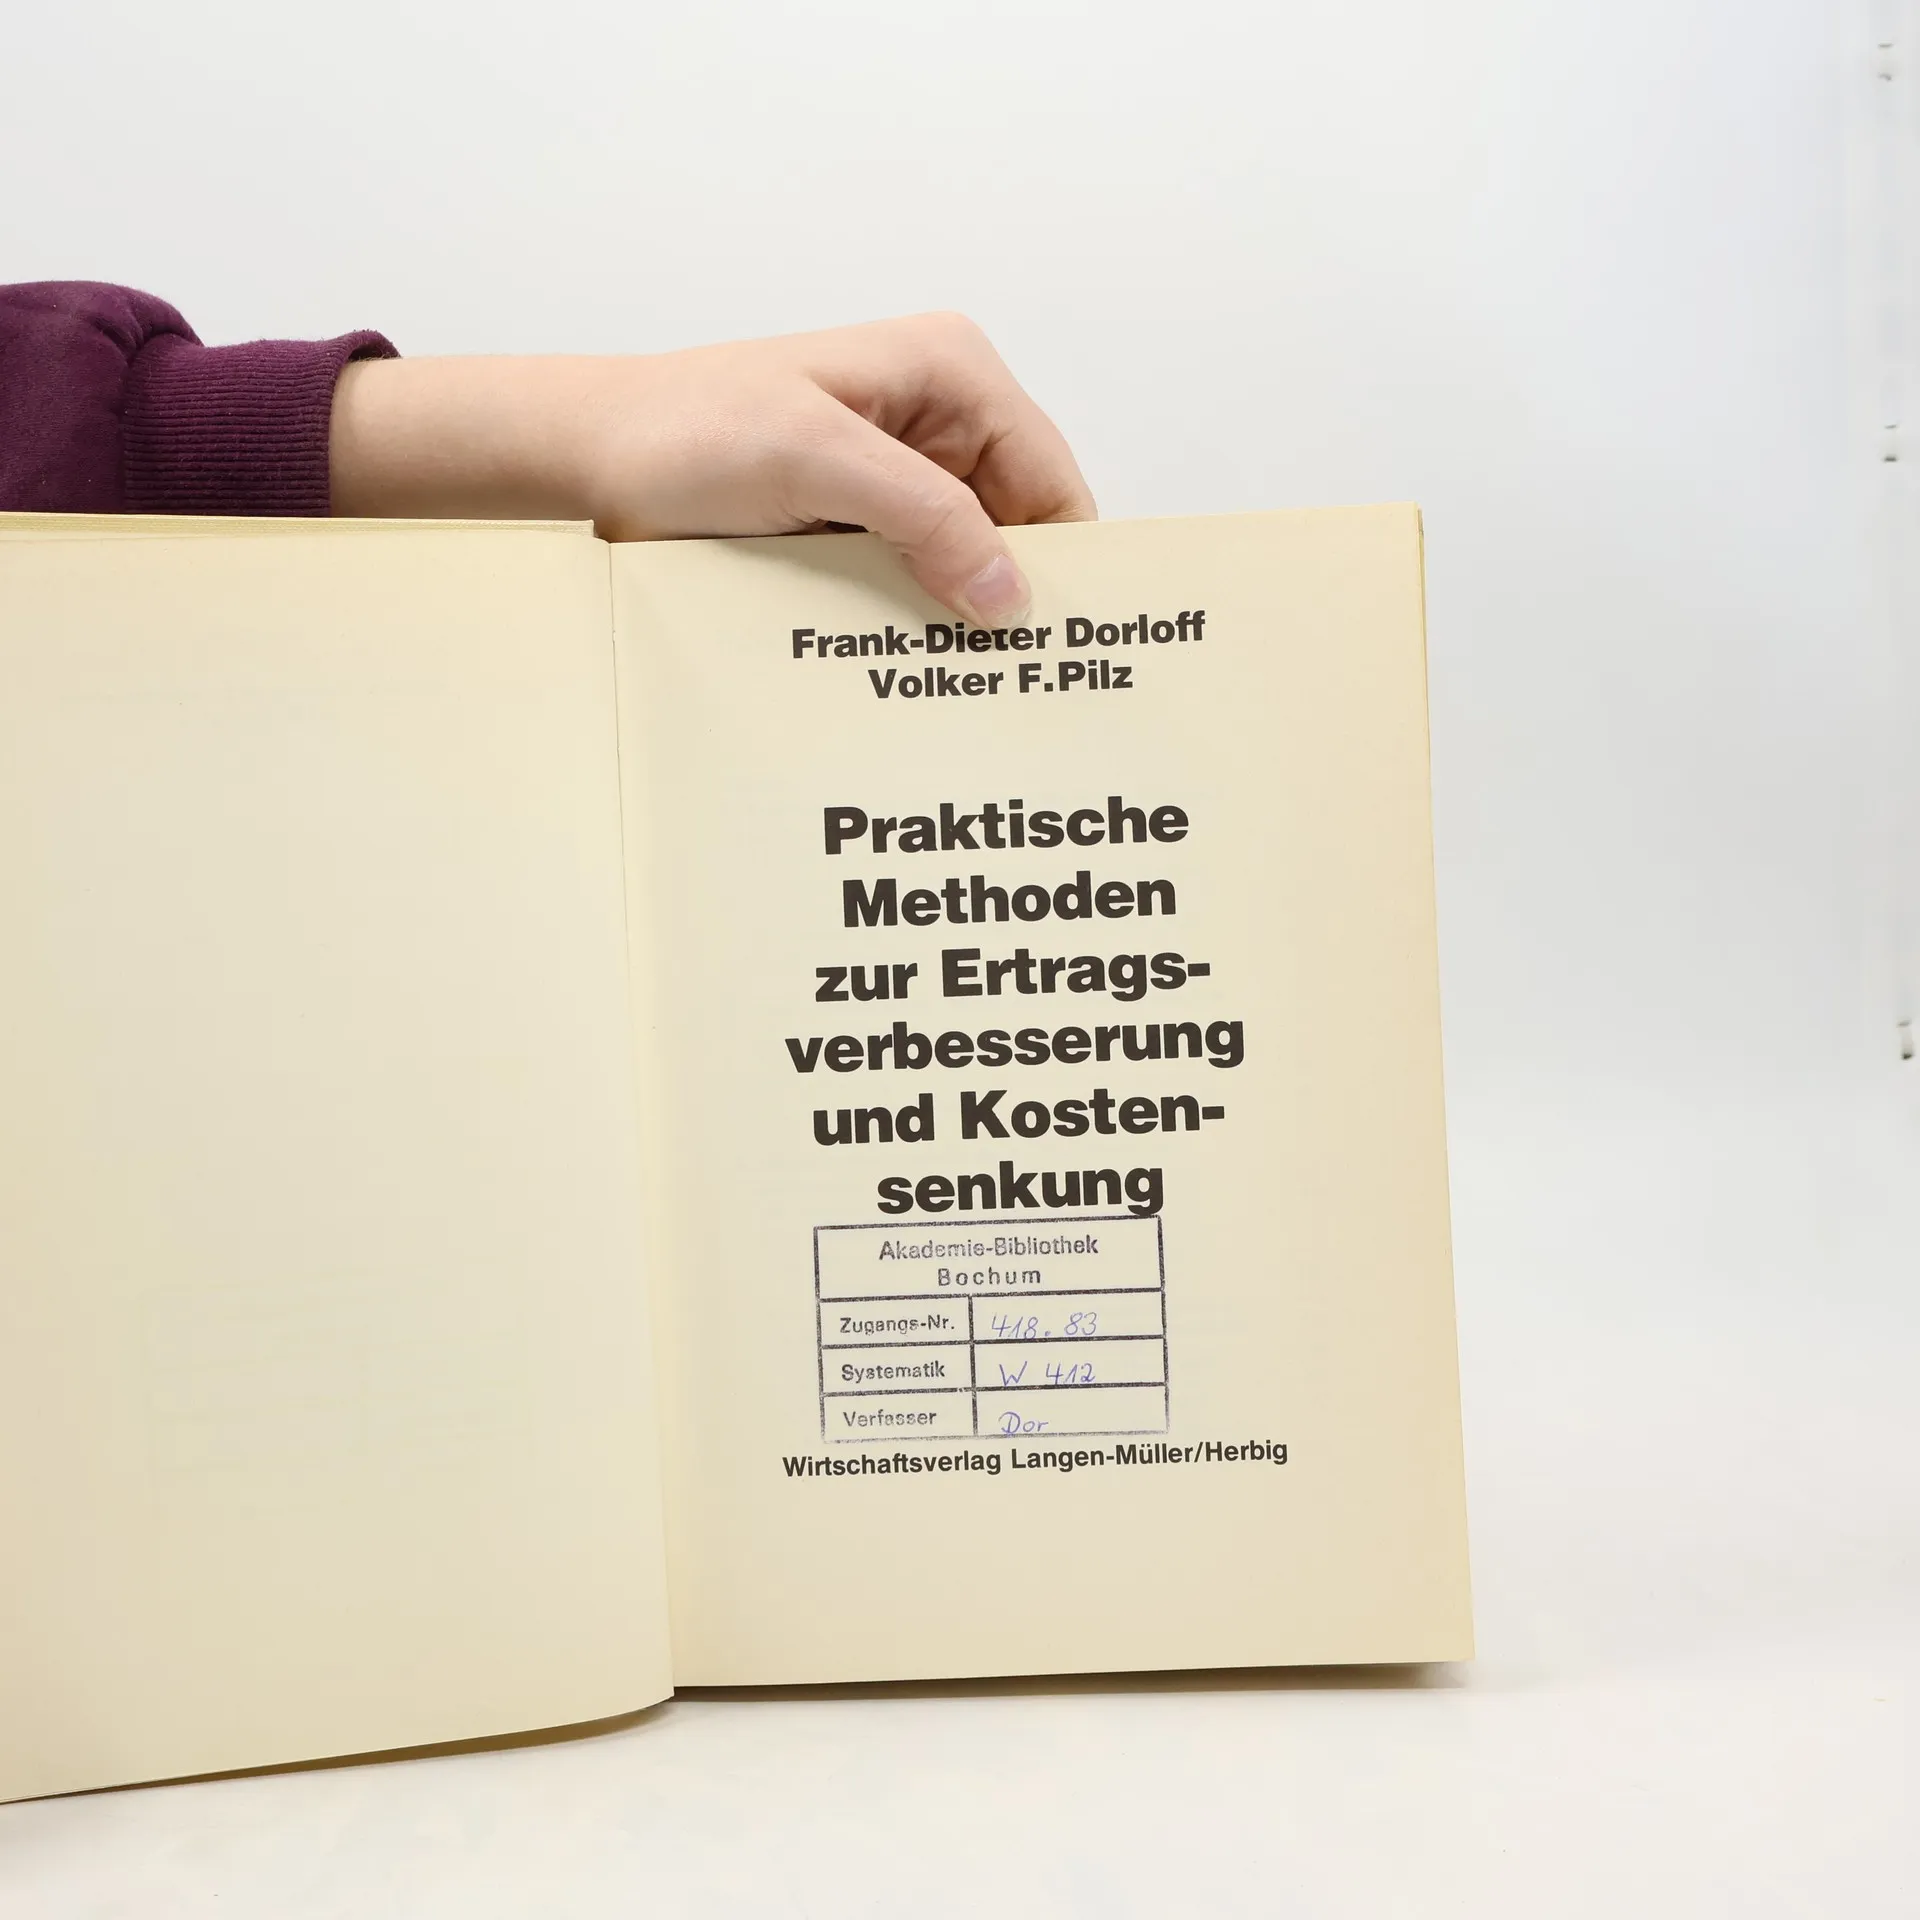 Frank-Dieter Dorloff
Volker F. Pilz
Praktische
Methoden
zur Ertrags-
verbesserung
und Kosten-
senkung
Akademie-Bibliothek
Bochum
Zugangs-Nr. 418.83
Systematik W 412
Verfasser Dor
Wirtschaftsverlag Langen-Müller/Herbig